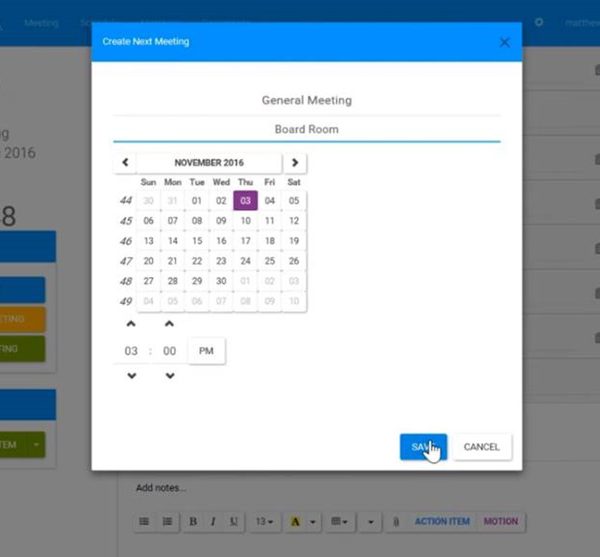 Meeting
matthew
Create Next Meeting
General Meeting
Board Room
2016
8
NOVEMBER 2016
Sun Mon Tue Wed Thu Fri Sat
44 30 31 01 02 03 04 05
45 06 07 08 09 10 11 12
46 13 14 15 16 17 18 19
47 20 21 22 23 24 25 26
48 27 28 29 30 01 02 03
49 04 05 06 07 08 09 10
03 : 00 PM
SAVE CANCEL
Add notes...
B I U 13 A ACTION ITEM MOTION